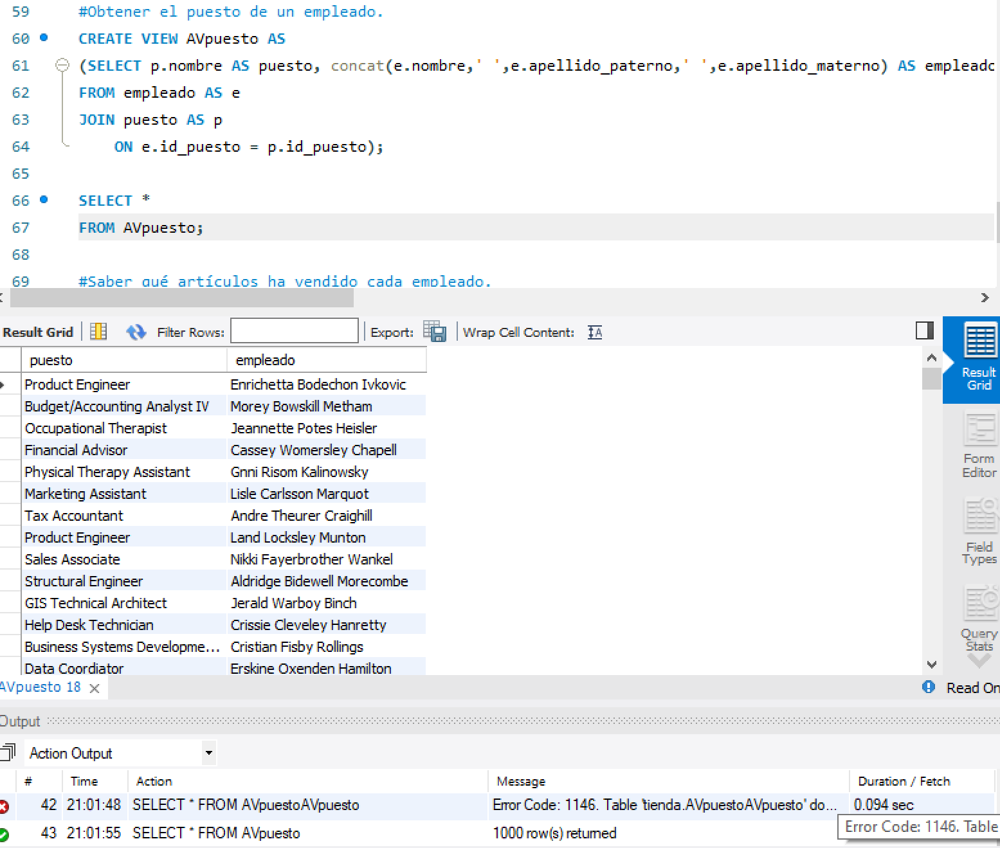 59 #Obtener el puesto de un empleado.
60 CREATE VIEW AVpuesto AS
61 (SELECT p.nombre AS puesto, concat(e.nombre,' ',e.apellido_paterno,' ',e.apellido_materno) AS empleado
62 FROM empleado AS e
63 JOIN puesto AS p
64 ON e.id_puesto = p.id_puesto);
65
66 SELECT *
67 FROM AVpuesto;
68
69 #Saber qué artículos ha vendido cada empleado.
Result Grid Filter Rows: Export: Wrap Cell Content:
puesto empleado
Product Engineer Enrichetta Bodechon Ivkovic
Budget/Accounting Analyst IV Morey Bowskill Metham
Occupational Therapist Jeannette Potes Heisler
Financial Advisor Cassey Womersley Chapell
Physical Therapy Assistant Gnni Risom Kalinowsky
Marketing Assistant Lisle Carlsson Marquot
Tax Accountant Andre Theurer Craighill
Product Engineer Land Locksley Munton
Sales Associate Nikki Fayerbrother Wankel
Structural Engineer Aldridge Bidewell Morecombe
GIS Technical Architect Jerald Warboy Binch
Help Desk Technician Crissie Cleveley Hanretty
Business Systems Developme... Cristian Fisby Rollings
Data Coordiator Erskine Oxenden Hamilton
Result
Grid
Form
Editor
Field
Types
Query
Stats
AVpuesto 18 Read On
Output
Action Output
# Time Action Message Duration / Fetch
42 21:01:48 SELECT * FROM AVpuestoAVpuesto Error Code: 1146. Table 'tienda.AVpuestoAVpuesto' do... 0.094 sec
Error Code: 1146. Table
43 21:01:55 SELECT * FROM AVpuesto 1000 row(s) returned